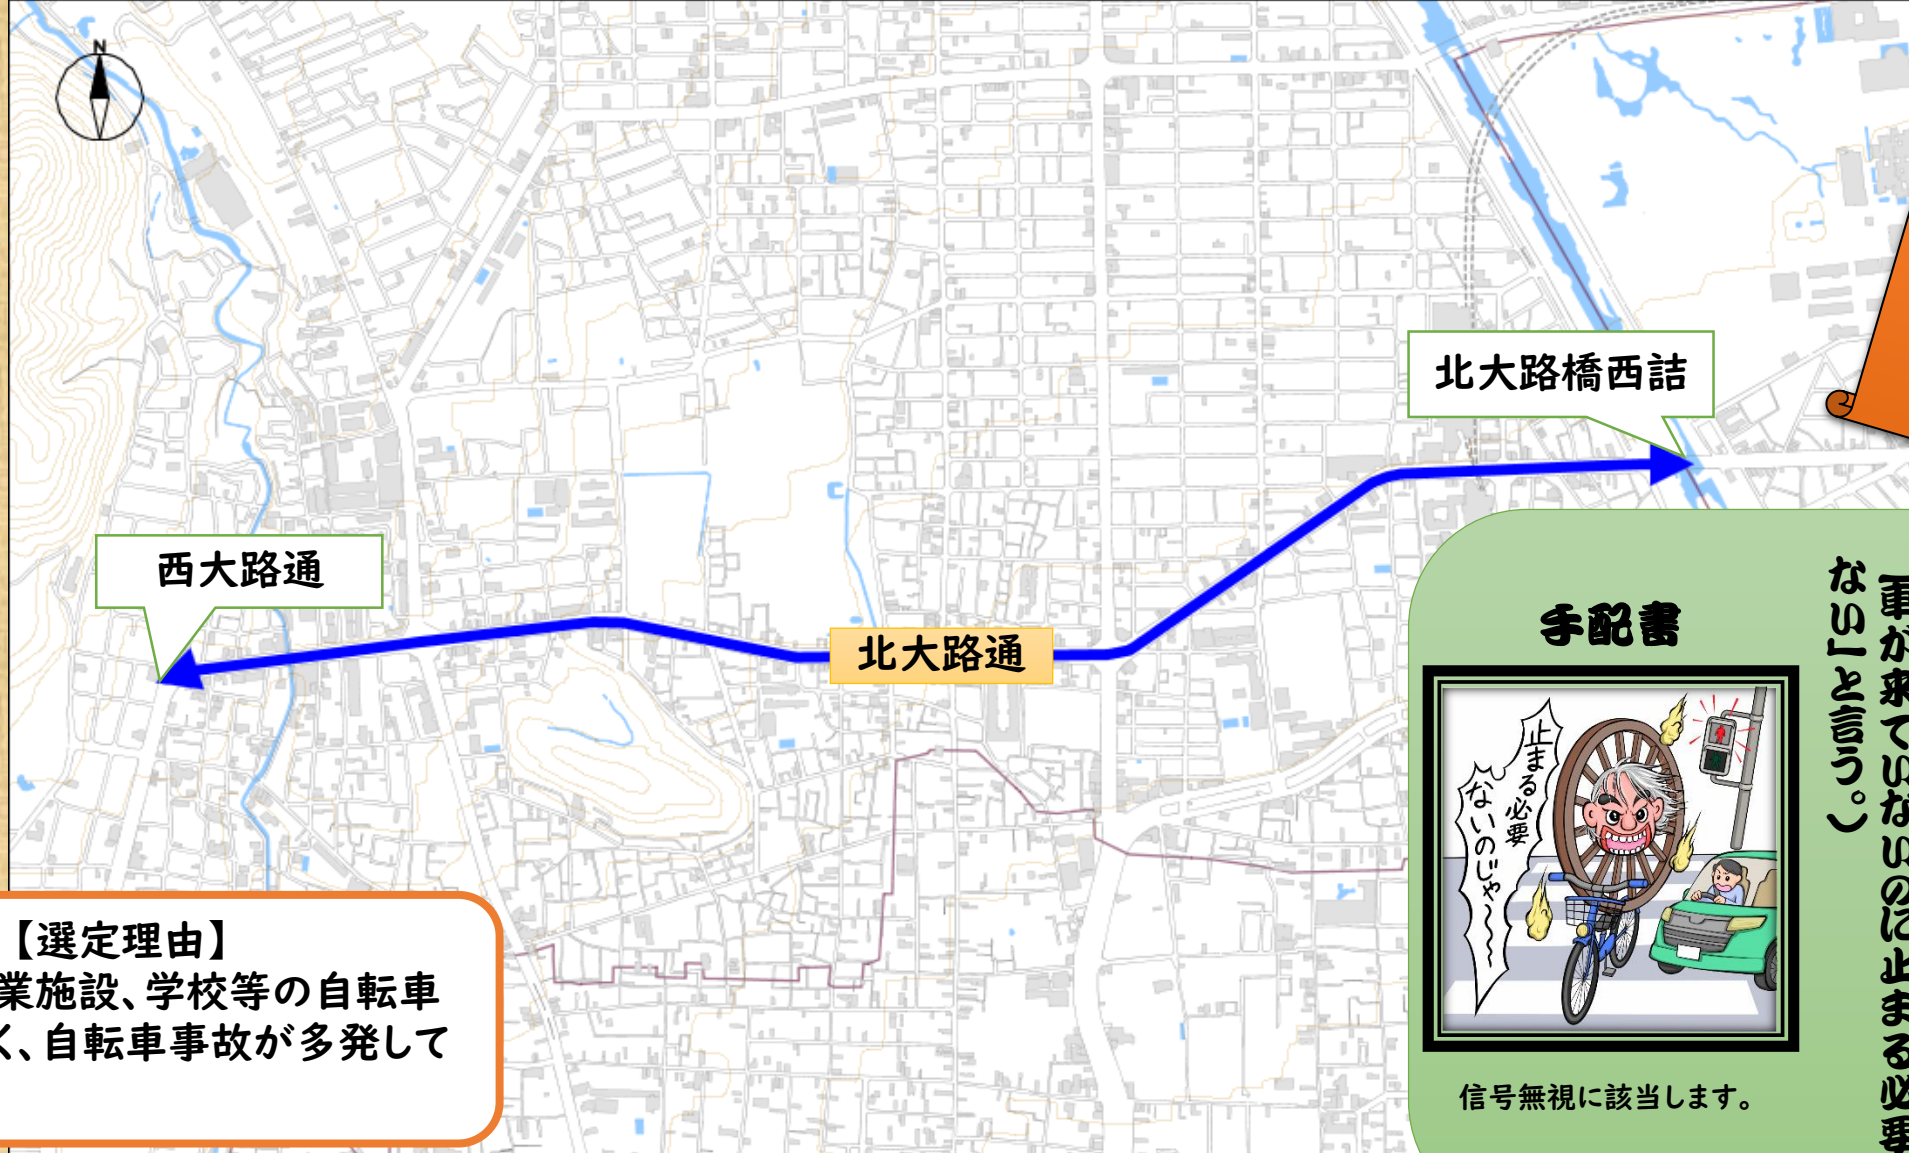 N
北大路橋西詰
西大路通
北大路通
手配書
止まる必要
ないのじゃ～～～
信号無視に該当します。
車が来ていないのに止まる必要
ない」と言う。）
【選定理由】
業施設、学校等の自転車
く、自転車事故が多発して